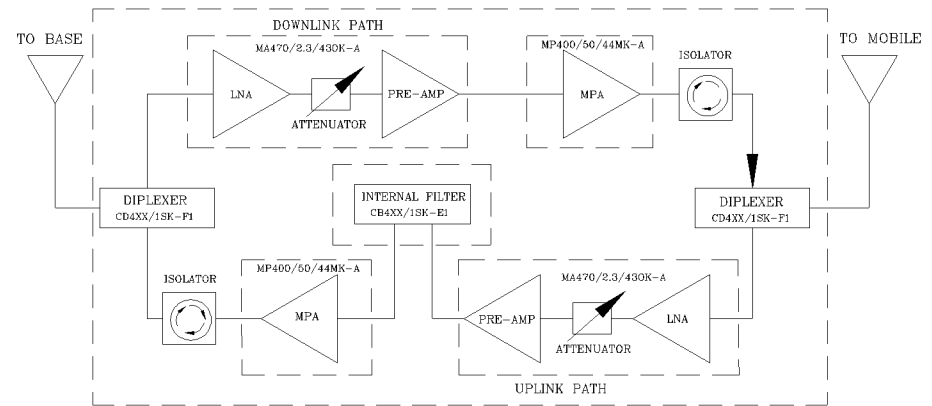 DOWNLINK PATH
TO BASE
TO MOBILE
MA470/2.3/430K-A
MP400/50/44MK-A
ISOLATOR
LNA
PRE-AMP
MPA
ATTENUATOR
INTERNAL FILTER
CB4XX/1SK-E1
DIPLEXER
CD4XX/1SK-F1
DIPLEXER
CD4XX/1SK-F1
ISOLATOR
MP400/50/44MK-A
MA470/2.3/430K-A
MPA
PRE-AMP
LNA
ATTENUATOR
UPLINK PATH